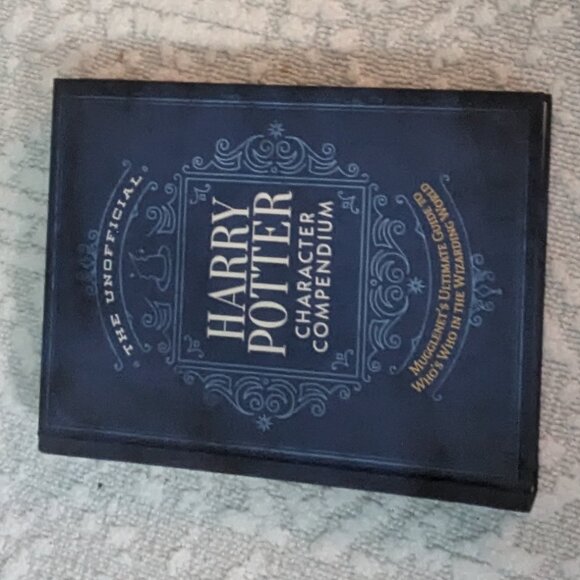 THE UNOFFICIAL
HARRY
POTTER
CHARACTER
COMPENDIUM
MUGGLENET'S ULTIMATE GUIDE TO
WHO'S WHO IN THE WIZARDING WORLD